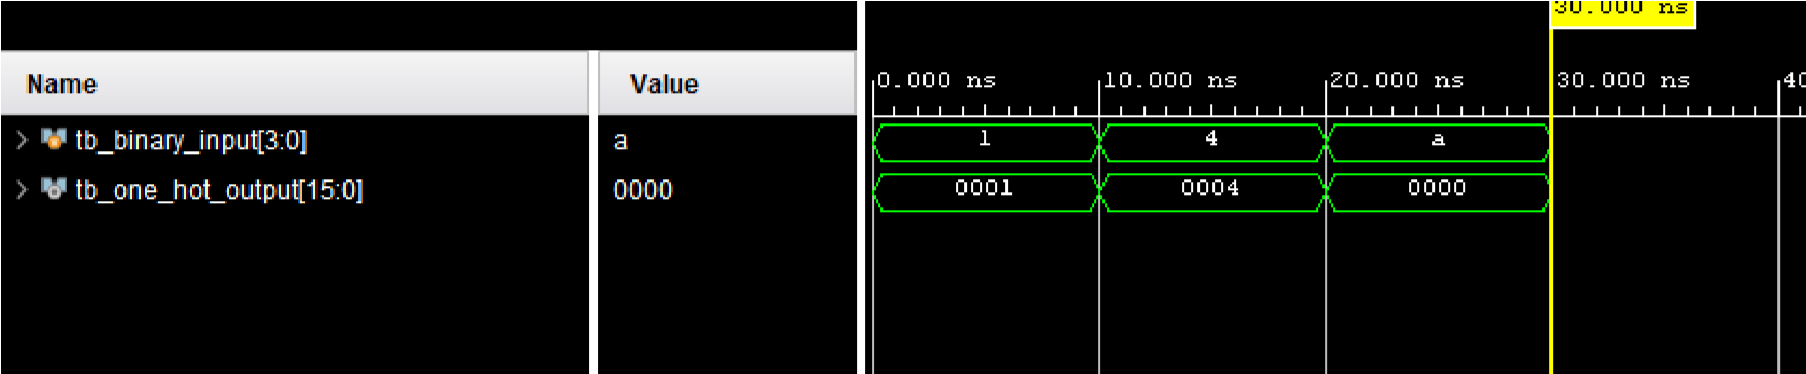 30.000 ns
Name Value 0.000 ns 10.000 ns 20.000 ns 30.000 ns 40
tb_binary_input[3:0] a 1 4 a
tb_one_hot_output[15:0] 0000 0001 0004 0000